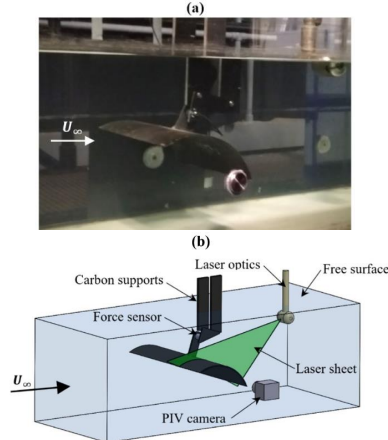 (a)
U∞
(b)
Laser optics
Carbon supports
Free surface
Force sensor
U∞
Laser sheet
PIV camera